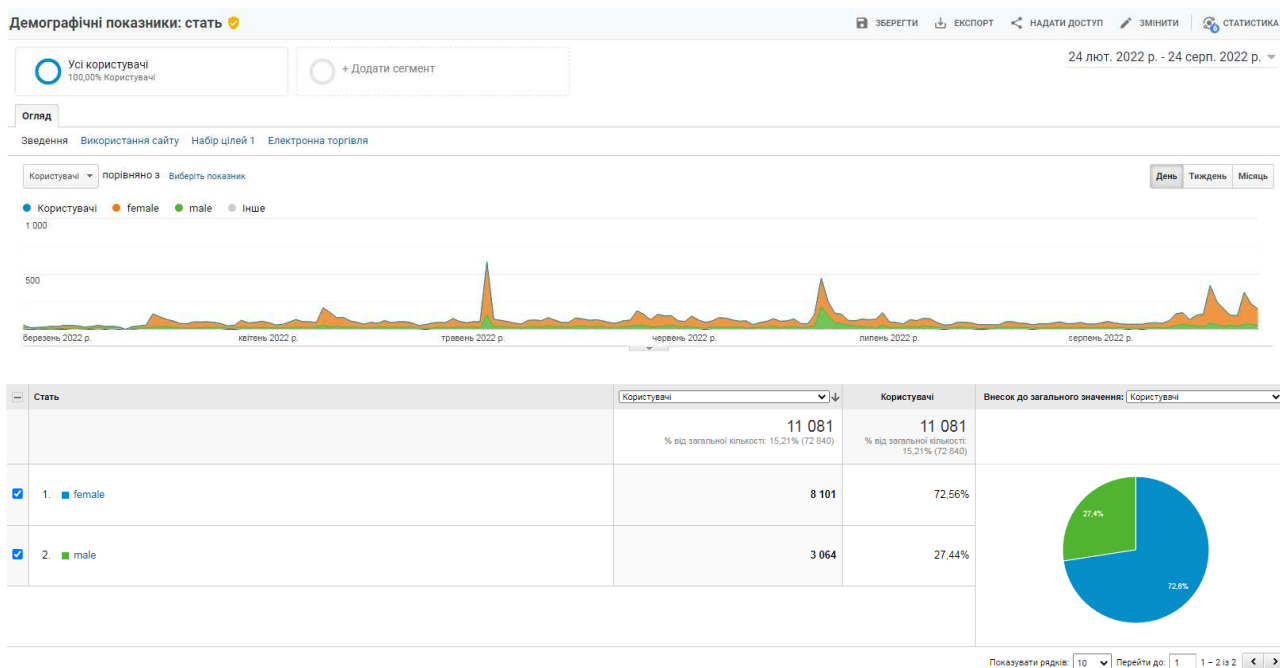 Демографічні показники: стать
ЗБЕРЕГТИ ЕКСПОРТ НАДАТИ ДОСТУП ЗМІНИТИ СТАТИСТИКА
6
Усі користувачі
100,00% Користувачі
+ Додати сегмент
24 лют. 2022 р. - 24 серп. 2022 р.
Огляд
Зведення Використання сайту Набір цілей 1 Електронна торгівля
Користувачі порівняно з Виберіть показник
День Тиждень Місяць
Користувачі female male Інше
1 000
500
березень 2022 р. квітень 2022 р. травень 2022 р. червень 2022 р. липень 2022 р. серпень 2022 р.
Стать Користувачі Користувачі Внесок до загального значення: Користувачі
11 081 11 081
% від загальної кількості: 15,21% (72 840) % від загальної кількості:
15,21% (72 840)
1. female 8 101 72,56%
2. male 3 064 27,44%
27,4%
72,6%
Показувати рядків: 10 Перейти до: 1 1 – 2 із 2